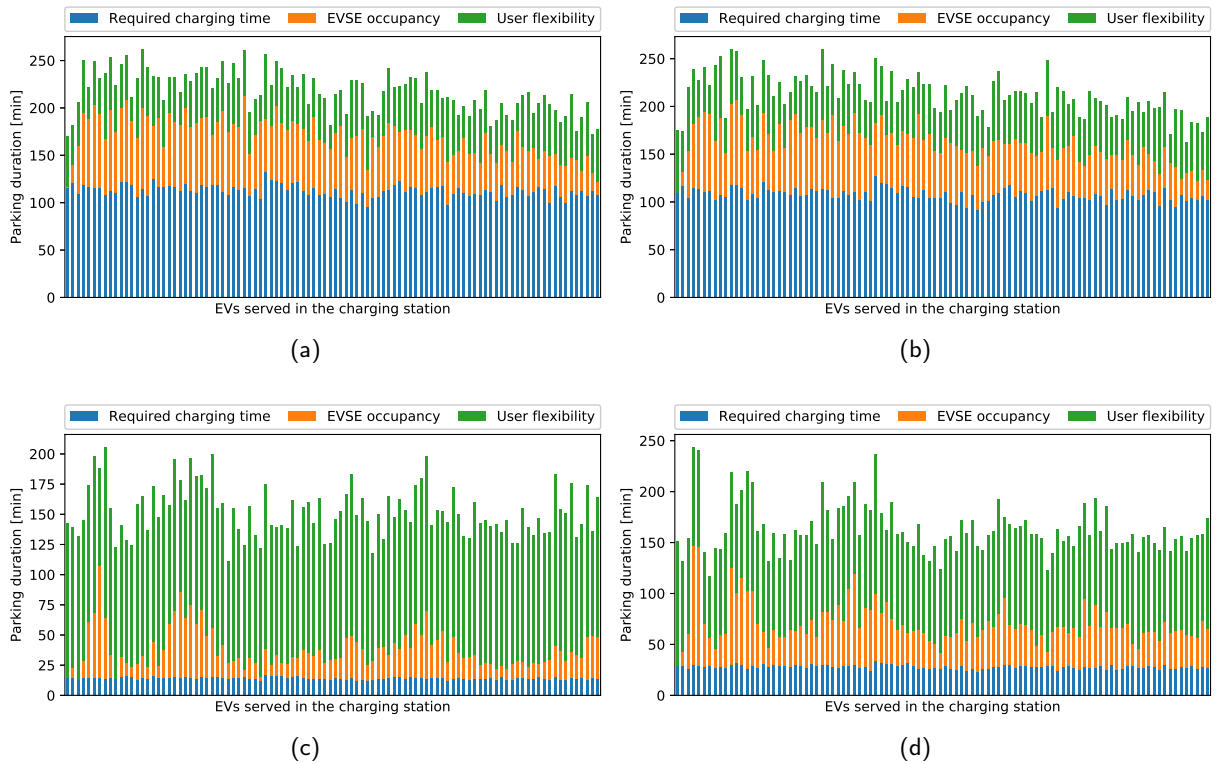 Required charging time EVSE occupancy User flexibility
Required charging time EVSE occupancy User flexibility
250
200
150
100
50
0
Parking duration [min]
EVs served in the charging station
250
200
150
100
50
0
Parking duration [min]
EVs served in the charging station
(a)
(b)
Required charging time EVSE occupancy User flexibility
Required charging time EVSE occupancy User flexibility
200
175
150
125
100
75
50
25
0
Parking duration [min]
EVs served in the charging station
250
200
150
100
50
0
Parking duration [min]
EVs served in the charging station
(c)
(d)